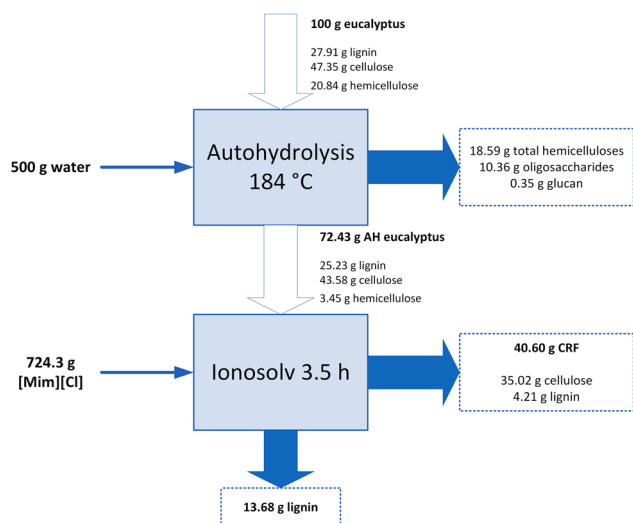 100 g eucalyptus
27.91 g lignin
47.35 g cellulose
20.84 g hemicellulose
500 g water
Autohydrolysis
184 °C
18.59 g total hemicelluloses
10.36 g oligosaccharides
0.35 g glucan
72.43 g AH eucalyptus
25.23 g lignin
43.58 g cellulose
3.45 g hemicellulose
724.3 g
[Mim][Cl]
Ionosolv 3.5 h
40.60 g CRF
35.02 g cellulose
4.21 g lignin
13.68 g lignin